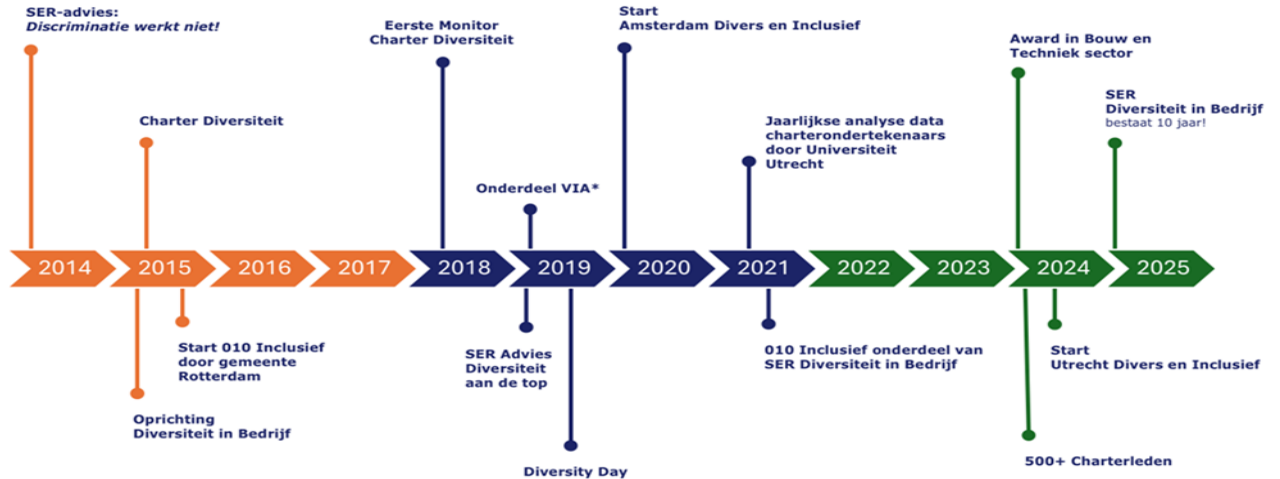 SER-advies:
Discriminatie werkt niet!
Charter Diversiteit
Eerste Monitor
Charter Diversiteit
Onderdeel VIA*
Start
Amsterdam Divers en Inclusief
Jaarlijkse analyse data
charterondertekenaars
door Universiteit
Utrecht
Award in Bouw en
Techniek sector
SER
Diversiteit in Bedrijf
bestaat 10 jaar!
2014
2015
2016
2017
2018
2019
2020
2021
2022
2023
2024
2025
Start 010 Inclusief
door gemeente
Rotterdam
Oprichting
Diversiteit in Bedrijf
SER Advies
Diversiteit
aan de top
Diversity Day
010 Inclusief onderdeel van
SER Diversiteit in Bedrijf
Start
Utrecht Divers en Inclusief
500+ Charterleden